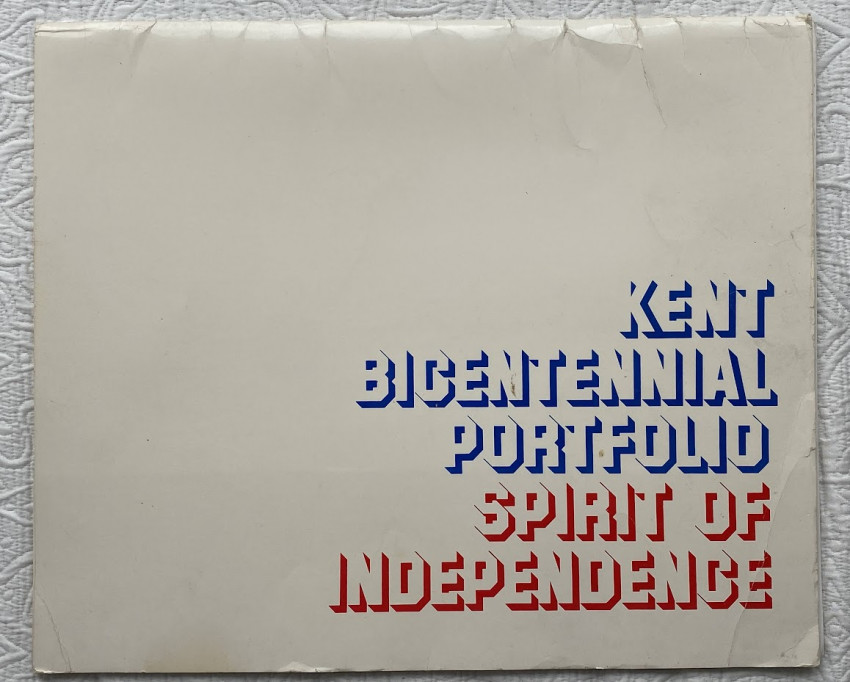 KENT
BICENTENNIAL
PORTFOLIO
SPIRIT OF
INDEPENDENCE